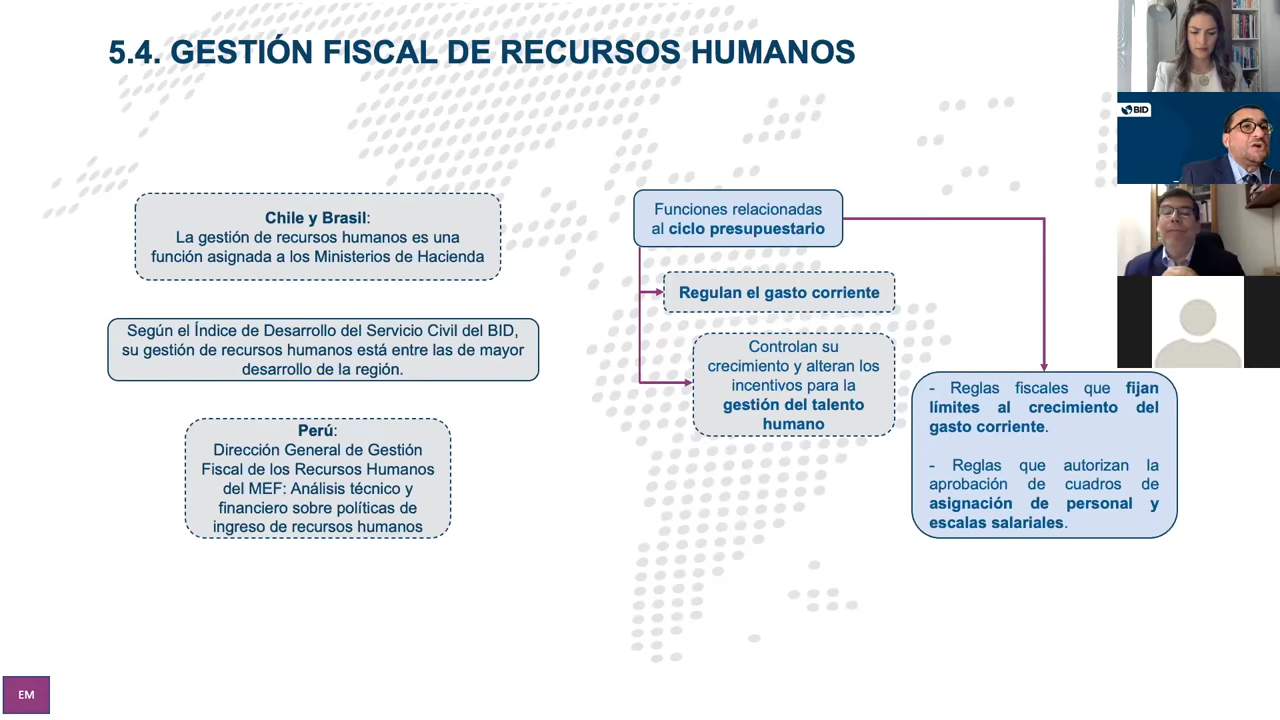 5.4. GESTIÓN FISCAL DE RECURSOS HUMANOS
Chile y Brasil:
La gestión de recursos humanos es una
función asignada a los Ministerios de Hacienda
Según el Índice de Desarrollo del Servicio Civil del BID,
su gestión de recursos humanos está entre las de mayor
desarrollo de la región.
Perú:
Dirección General de Gestión
Fiscal de los Recursos Humanos
del MEF: Análisis técnico y
financiero sobre políticas de
ingreso de recursos humanos
Funciones relacionadas
al ciclo presupuestario
Regulan el gasto corriente
Controlan su
crecimiento y alteran los
incentivos para la
gestión del talento
humano
- Reglas fiscales que fijan
límites al crecimiento del
gasto corriente.
- Reglas que autorizan la
aprobación de cuadros de
asignación de personal y
escalas salariales.
BID
EM